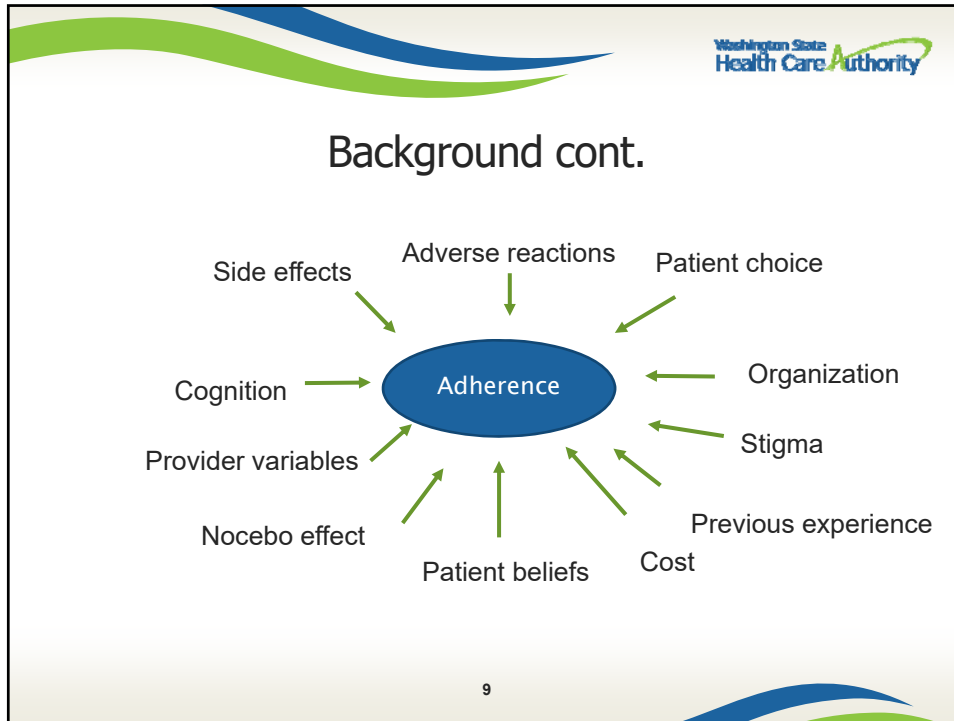 Washington State
Health Care Authority
Background cont.
Adverse reactions
Side effects
Patient choice
Adherence
Organization
Cognition
Stigma
Provider variables
Previous experience
Nocebo effect
Cost
Patient beliefs
9